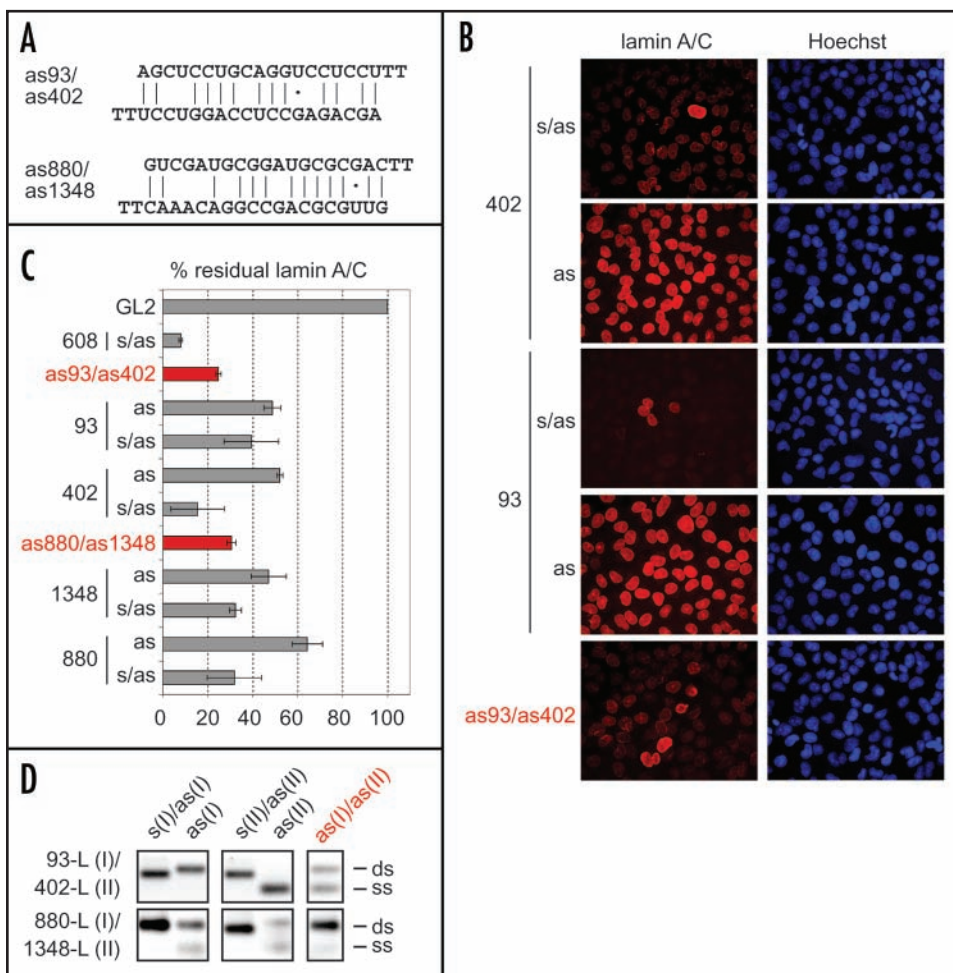 A
as93/
as402
AGCUCCUGCAGGUCCUCCUTT
TTUCCUGGACCUCCGAGACGA
as880/
as1348
GUCGAUGCGGAUGCGCGACTT
TTCAAACAGGCCGACGCGUUG
B
lamin A/C Hoechst
402
s/as
as
93
s/as
as
as93/as402
C
% residual lamin A/C
GL2
608 s/as
as93/as402
93
as
s/as
402
as
s/as
as880/as1348
1348
as
s/as
880
as
s/as
0 20 40 60 80 100
D
s(I)/as(I) as(I) s(II)/as(II) as(II) as(I)/as(II)
93-L (I)/
402-L (II)
ds
ss
880-L (I)/
1348-L (II)
ds
ss